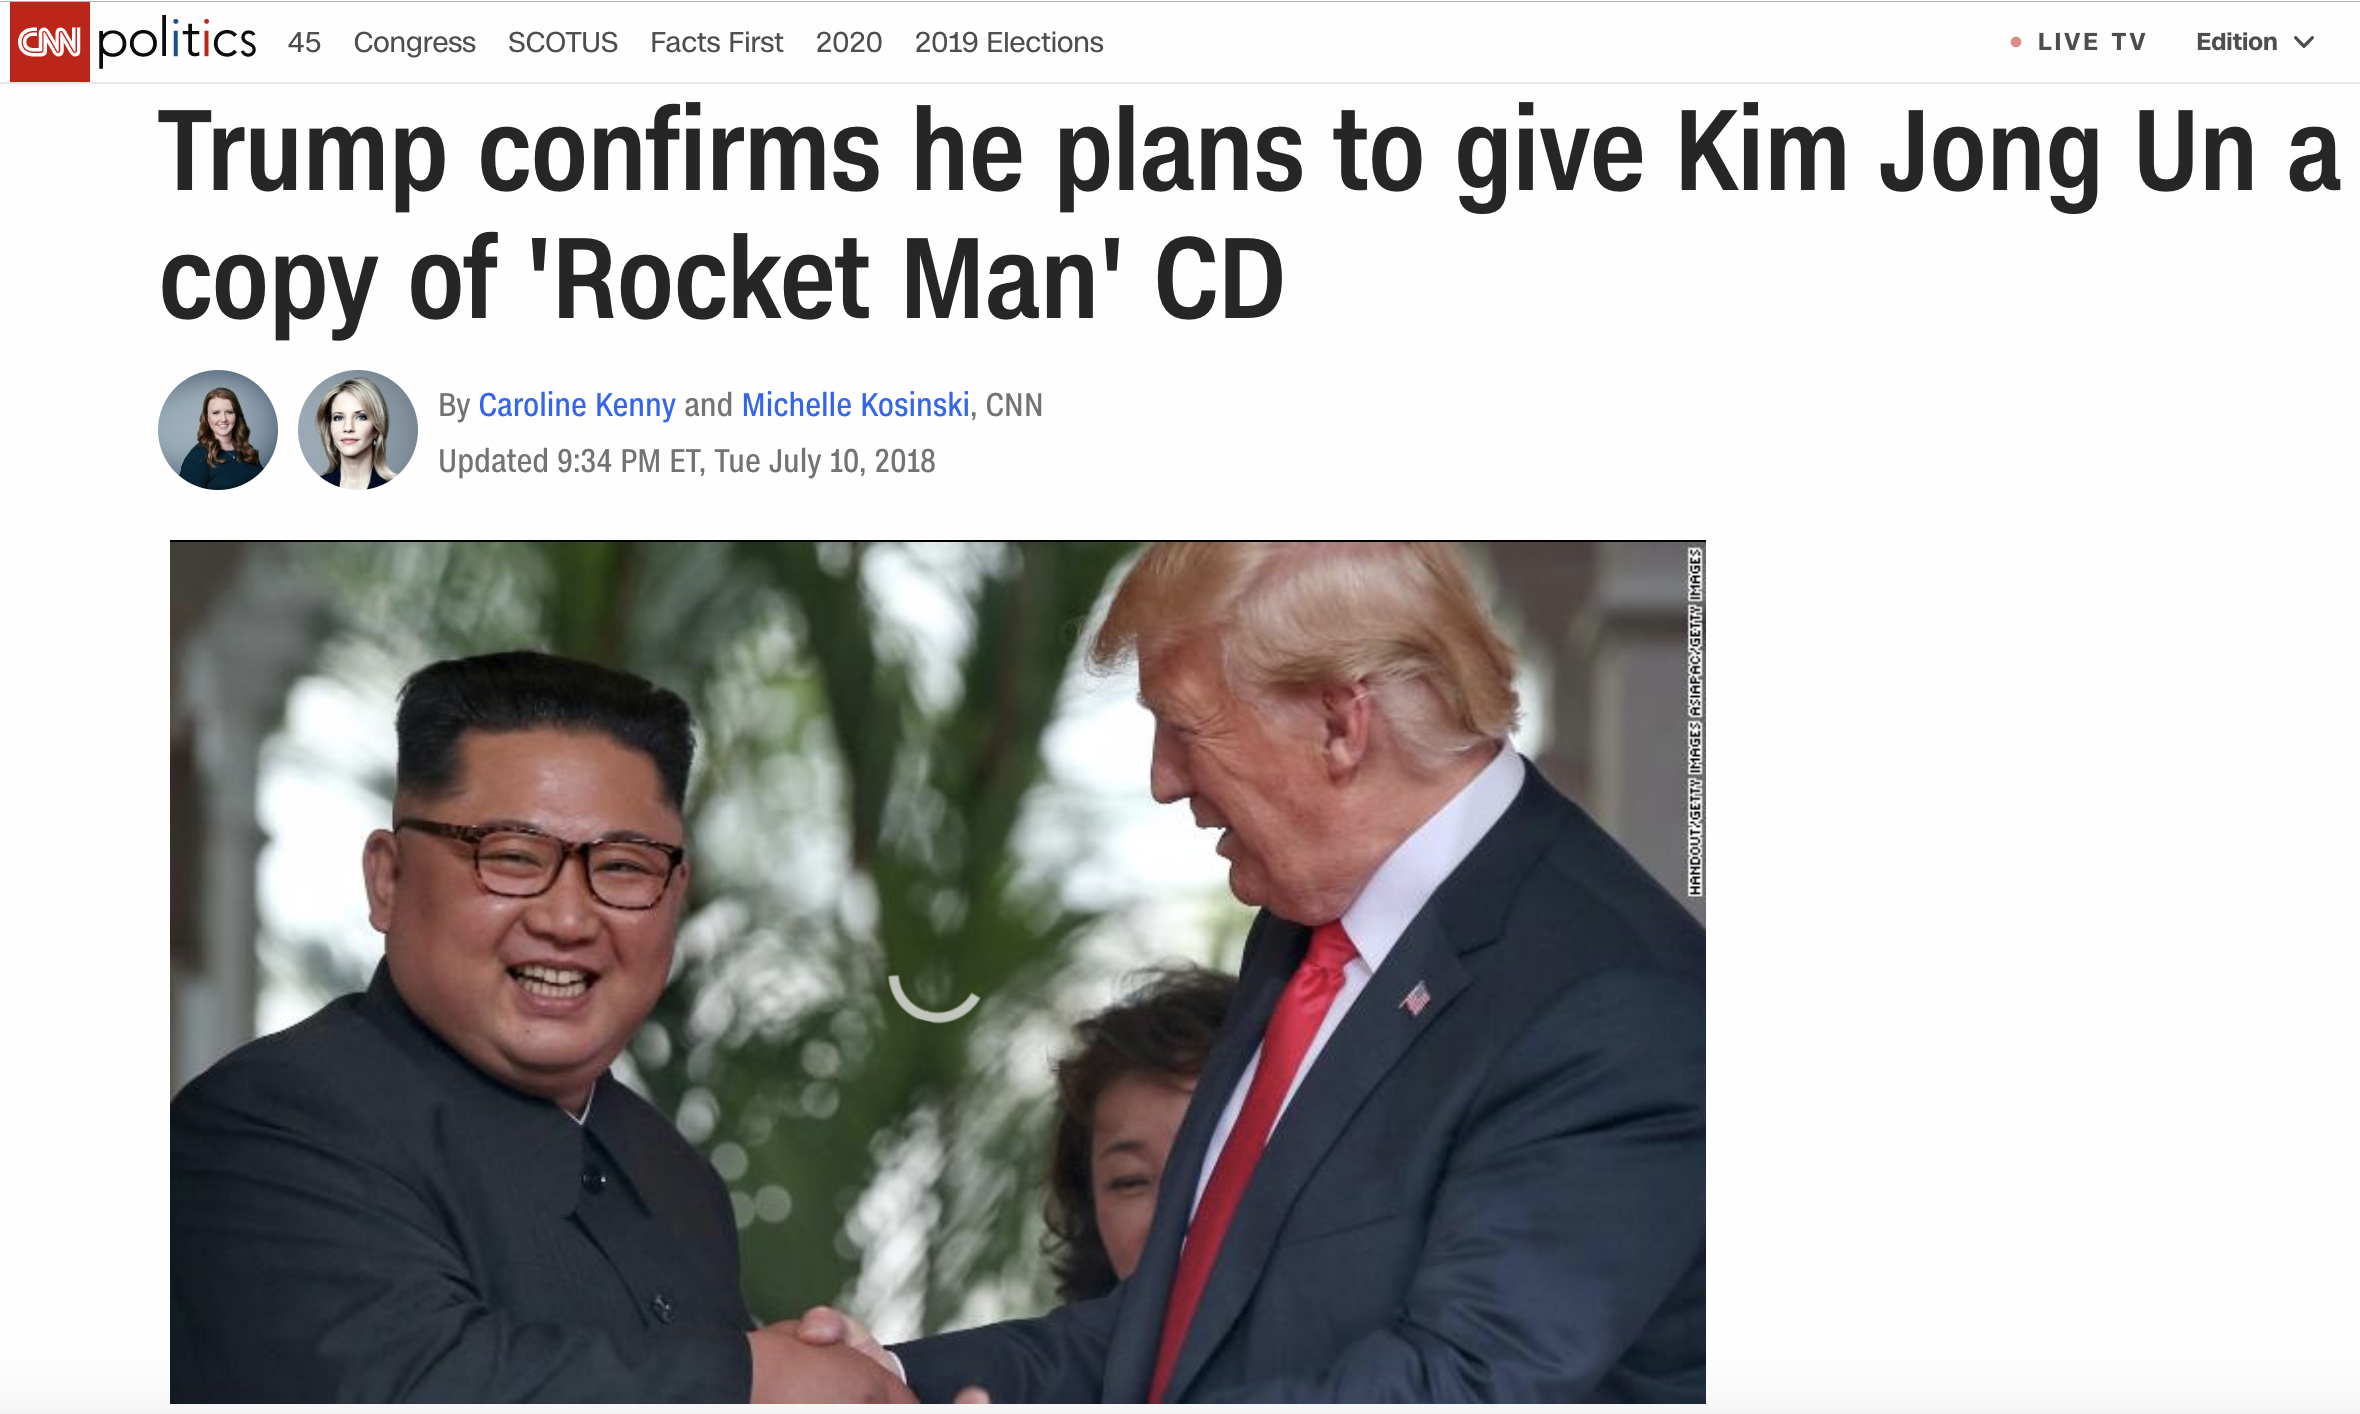 CNN politics 45 Congress SCOTUS Facts First 2020 2019 Elections LIVE TV Edition
Trump confirms he plans to give Kim Jong Un a
copy of 'Rocket Man' CD
By Caroline Kenny and Michelle Kosinski, CNN
Updated 9:34 PM ET, Tue July 10, 2018
HANDOUT/GETTY IMAGES ASIAPAC/GETTY IMAGES